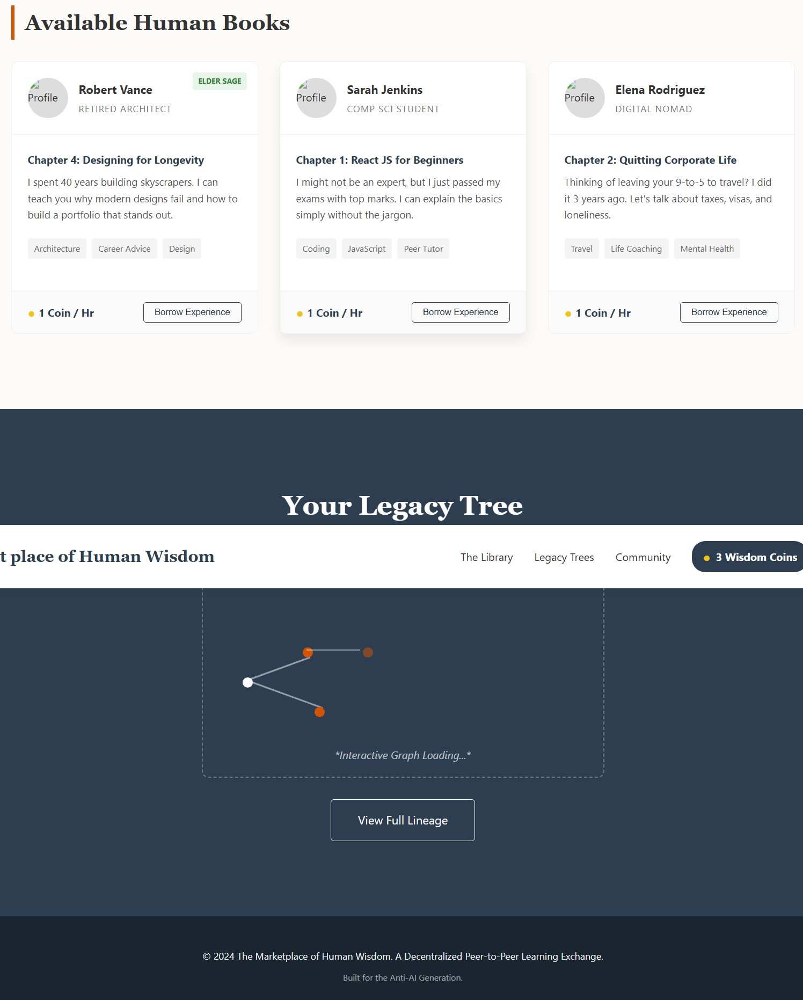 Available Human Books
Profile
Robert Vance
ELDER SAGE
RETIRED ARCHITECT
Chapter 4: Designing for Longevity
I spent 40 years building skyscrapers. I can
teach you why modern designs fail and how to
build a portfolio that stands out.
Architecture
Career Advice
Design
1 Coin / Hr
Borrow Experience
Profile
Sarah Jenkins
COMP SCI STUDENT
Chapter 1: React JS for Beginners
I might not be an expert, but I just passed my
exams with top marks. I can explain the basics
simply without the jargon.
Coding
JavaScript
Peer Tutor
1 Coin / Hr
Borrow Experience
Profile
Elena Rodriguez
DIGITAL NOMAD
Chapter 2: Quitting Corporate Life
Thinking of leaving your 9-to-5 to travel? I did
it 3 years ago. Let's talk about taxes, visas, and
loneliness.
Travel
Life Coaching
Mental Health
1 Coin / Hr
Borrow Experience
Your Legacy Tree
t place of Human Wisdom
The Library
Legacy Trees
Community
3 Wisdom Coins
*Interactive Graph Loading...*
View Full Lineage
© 2024 The Marketplace of Human Wisdom. A Decentralized Peer-to-Peer Learning Exchange.
Built for the Anti-AI Generation.